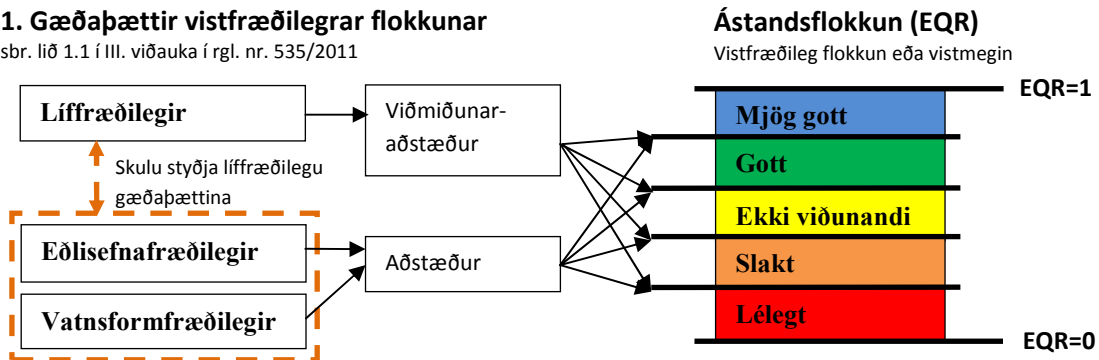 1. Gæðaþættir vistfræðilegrar flokkunar
sbr. lið 1.1 í III. viðauka í rgl. nr. 535/2011
Líffræðilegir
Skulu styðja líffræðilegu
gæðaþættina
Eðlisefnafræðilegir
Vatnsformfræðilegir
Viðmiðunar-
aðstæður
Aðstæður
Ástandsflokkun (EQR)
Vistfræðileg flokkun eða vistmegin
EQR=1
Mjög gott
Gott
Ekki viðunandi
Slakt
Lélegt
EQR=0